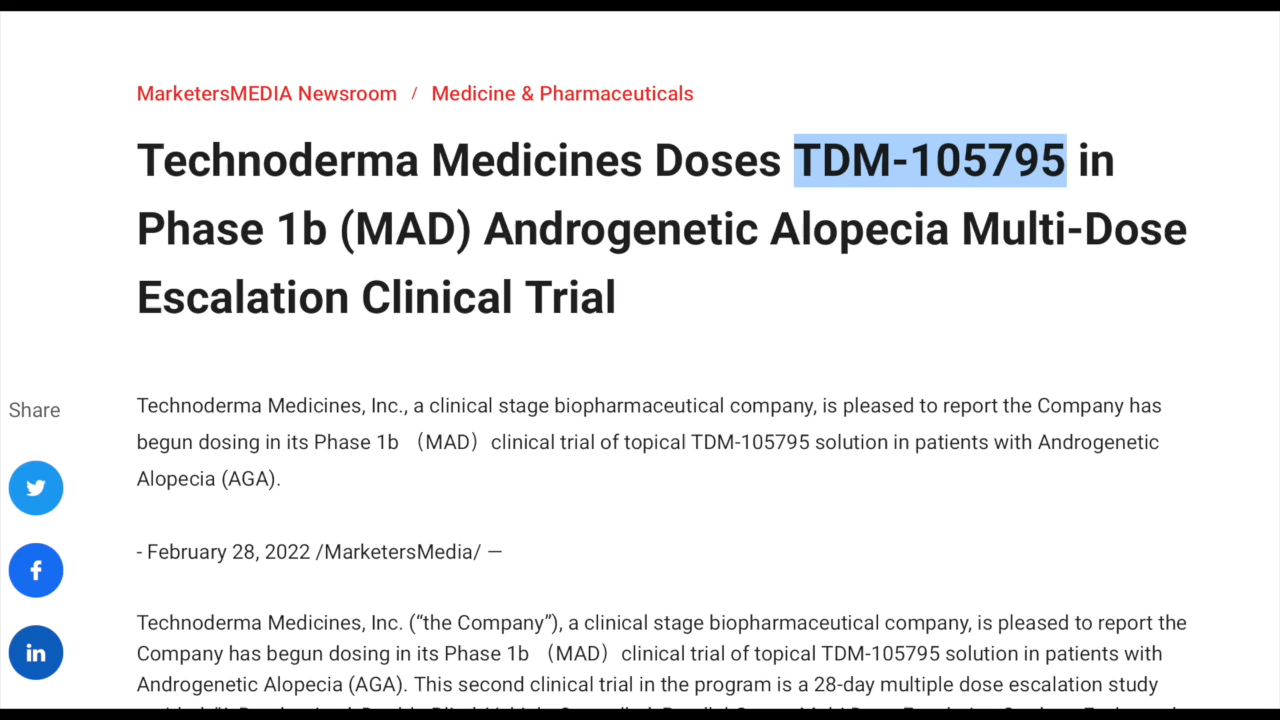 MarketersMEDIA Newsroom / Medicine & Pharmaceuticals
Technoderma Medicines Doses TDM-105795 in
Phase 1b (MAD) Androgenetic Alopecia Multi-Dose
Escalation Clinical Trial
Share
Technoderma Medicines, Inc., a clinical stage biopharmaceutical company, is pleased to report the Company has
begun dosing in its Phase 1b （MAD）clinical trial of topical TDM-105795 solution in patients with Androgenetic
Alopecia (AGA).
- February 28, 2022 /MarketersMedia/ —
Technoderma Medicines, Inc. (“the Company”), a clinical stage biopharmaceutical company, is pleased to report the
Company has begun dosing in its Phase 1b （MAD）clinical trial of topical TDM-105795 solution in patients with
Androgenetic Alopecia (AGA). This second clinical trial in the program is a 28-day multiple dose escalation study